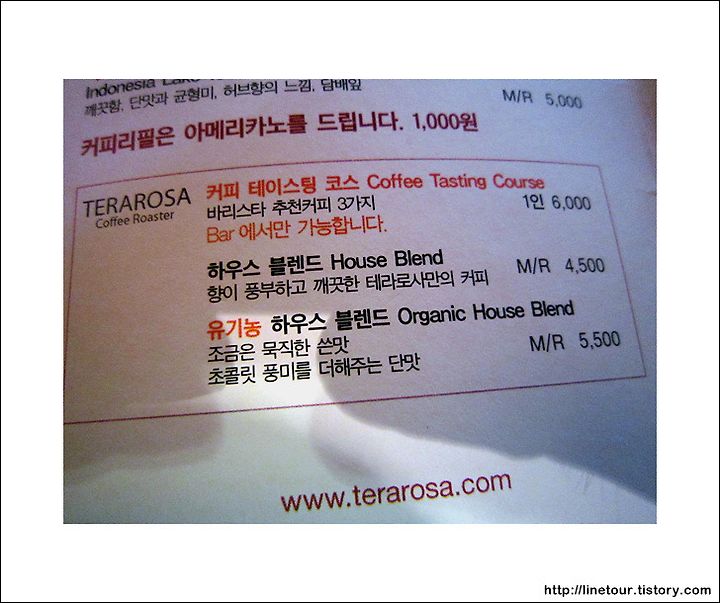 Indonesia
깨끗함, 단맛과 균형미, 허브향의 느낌, 담배잎
M/R 5,000
커피리필은 아메리카노를 드립니다. 1,000원
TERAROSA
Coffee Roaster
커피 테이스팅 코스 Coffee Tasting Course
바리스타 추천커피 3가지
1인 6,000
Bar 에서만 가능합니다.
하우스 블렌드 House Blend
향이 풍부하고 깨끗한 테라로사만의 커피
M/R 4,500
유기농 하우스 블렌드 Organic House Blend
조금은 묵직한 쓴맛
M/R 5,500
초콜릿 풍미를 더해주는 단맛
www.terarosa.com
http://linetour.tistory.com